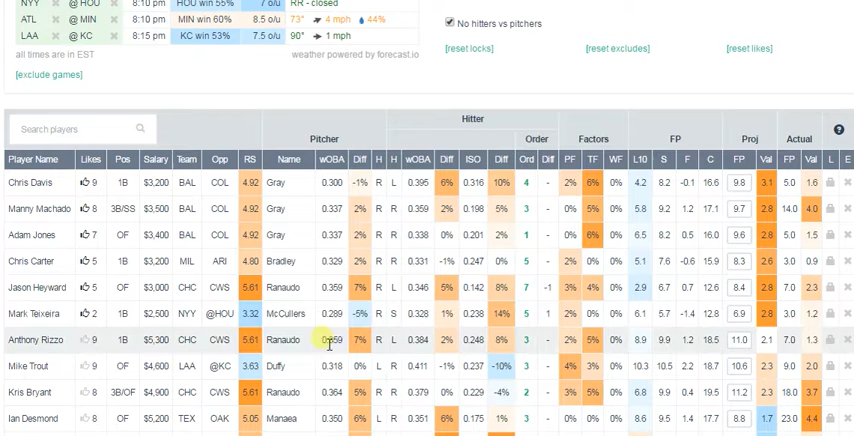 NYY @ HOU 8:10 pm HOU win 55% 7 o/u RR - closed
ALT @ MIN 8:10 pm MIN win 60% 8.5 o/u 73° 4 mph 44%
LAA @ KC 8:15 pm KC win 53% 7.5 o/u 90° 1 mph
all times are in EST weather powered by forecast.io
[exclude games]
No hitters vs pitchers
[reset locks] [reset excludes] [reset likes]
Search players
Hitter
Pitcher Order Factors FP Proj Actual ?
Player Name Likes Pos Salary Team Opp RS Name wOBA Diff H H wOBA Diff ISO Diff Ord Diff PF TF WF L10 S F C FP Val FP Val L E
Chris Davis 9 1B $3,200 BAL COL 4.92 Gray 0.300 -1% R L 0.395 6% 0.316 10% 4 - 2% 6% 0% 4.2 8.2 -0.1 16.6 9.8 3.1 5.0 1.6
Manny Machado 8 3B/SS $3,500 BAL COL 4.92 Gray 0.337 2% R R 0.359 2% 0.198 5% 3 - 0% 5% 0% 5.8 9.2 1.2 17.1 9.7 2.8 14.0 4.0
Adam Jones 7 OF $3,400 BAL COL 4.92 Gray 0.337 2% R R 0.338 0% 0.201 2% 1 - 0% 6% 0% 6.5 8.2 0.5 16.0 9.6 2.8 5.0 1.5
Chris Carter 5 1B $3,200 MIL ARI 4.80 Bradley 0.329 2% R R 0.331 -1% 0.247 0% 5 - 2% 0% 0% 5.1 7.6 -0.6 15.9 8.3 2.6 3.0 0.9
Jason Heyward 5 OF $3,000 CHC CWS 5.61 Ranaudo 0.359 7% R L 0.346 5% 0.142 8% 7 -1 3% 4% 0% 2.9 6.7 0.7 12.6 8.4 2.8 7.0 2.3
Mark Teixeira 2 1B $2,500 NYY @HOU 3.32 McCullers 0.289 -5% R S 0.328 1% 0.238 14% 5 1 2% 0% 0% 6.1 5.7 -1.4 12.8 6.9 2.8 3.0 1.2
Anthony Rizzo 9 1B $5,300 CHC CWS 5.61 Ranaudo 0.359 7% R L 0.384 2% 0.248 8% 3 - 2% 5% 0% 8.9 9.9 1.2 18.5 11.0 2.1 7.0 1.3
Mike Trout 9 OF $4,600 LAA @KC 3.63 Duffy 0.318 0% L R 0.411 -1% 0.237 -10% 3 - 4% 3% 0% 10.3 10.5 2.2 18.7 10.6 2.3 9.0 2.0
Kris Bryant 8 3B/OF $4,900 CHC CWS 5.61 Ranaudo 0.364 5% R R 0.379 0% 0.229 -4% 2 - 3% 5% 0% 6.8 9.9 0.4 19.5 11.1 2.3 18.0 3.7
Ian Desmond 8 OF $5,200 TEX OAK 5.05 Manaea 0.350 6% L R 0.351 6% 0.175 1% 3 - 0% 0% 0% 8.6 9.5 1.4 17.7 8.8 1.7 23.0 4.4